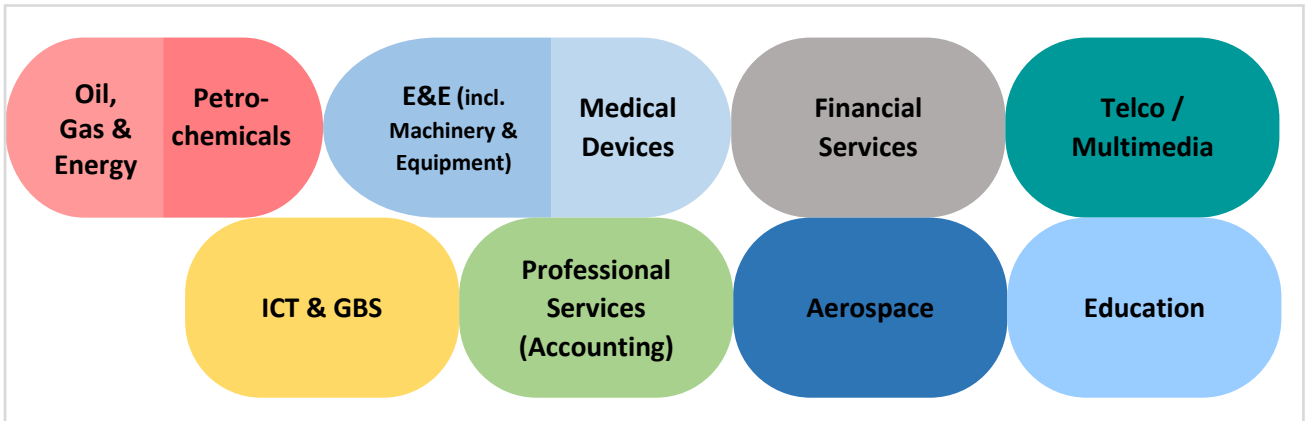 Oil,
Gas &
Energy
Petro-
chemicals
E&E (incl.
Machinery &
Equipment)
Medical
Devices
Financial
Services
Telco /
Multimedia
ICT & GBS
Professional
Services
(Accounting)
Aerospace
Education